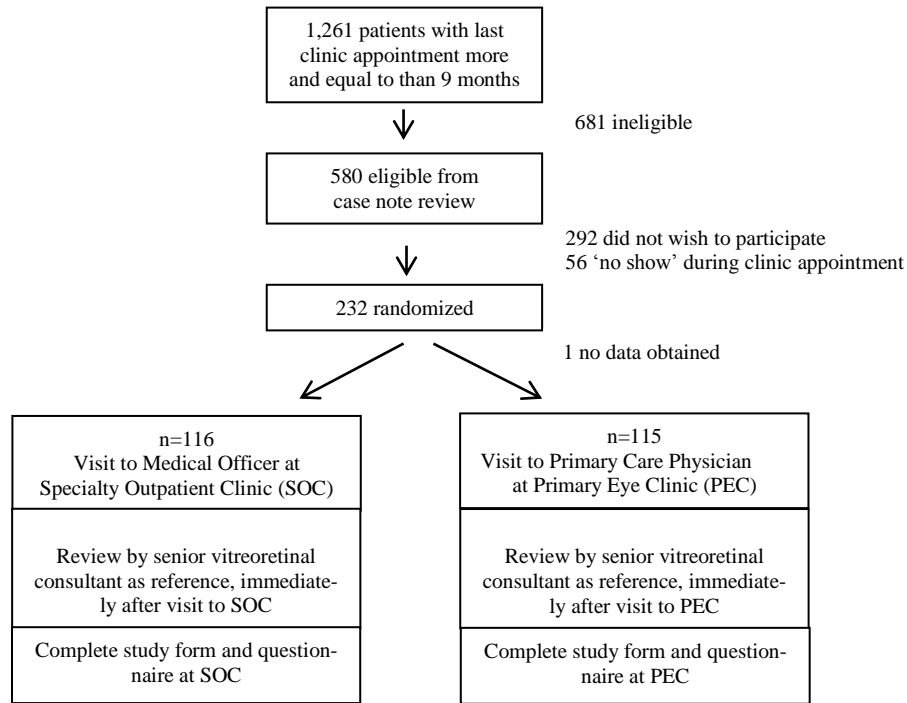 1,261 patients with last
clinic appointment more
and equal to than 9 months
681 ineligible
580 eligible from
case note review
292 did not wish to participate
56 ‘no show’ during clinic appointment
232 randomized
1 no data obtained
n=116
Visit to Medical Officer at
Specialty Outpatient Clinic (SOC)
Review by senior vitreoretinal
consultant as reference, immediate-
ly after visit to SOC
Complete study form and question-
naire at SOC
n=115
Visit to Primary Care Physician
at Primary Eye Clinic (PEC)
Review by senior vitreoretinal
consultant as reference, immediate-
ly after visit to PEC
Complete study form and question-
naire at PEC